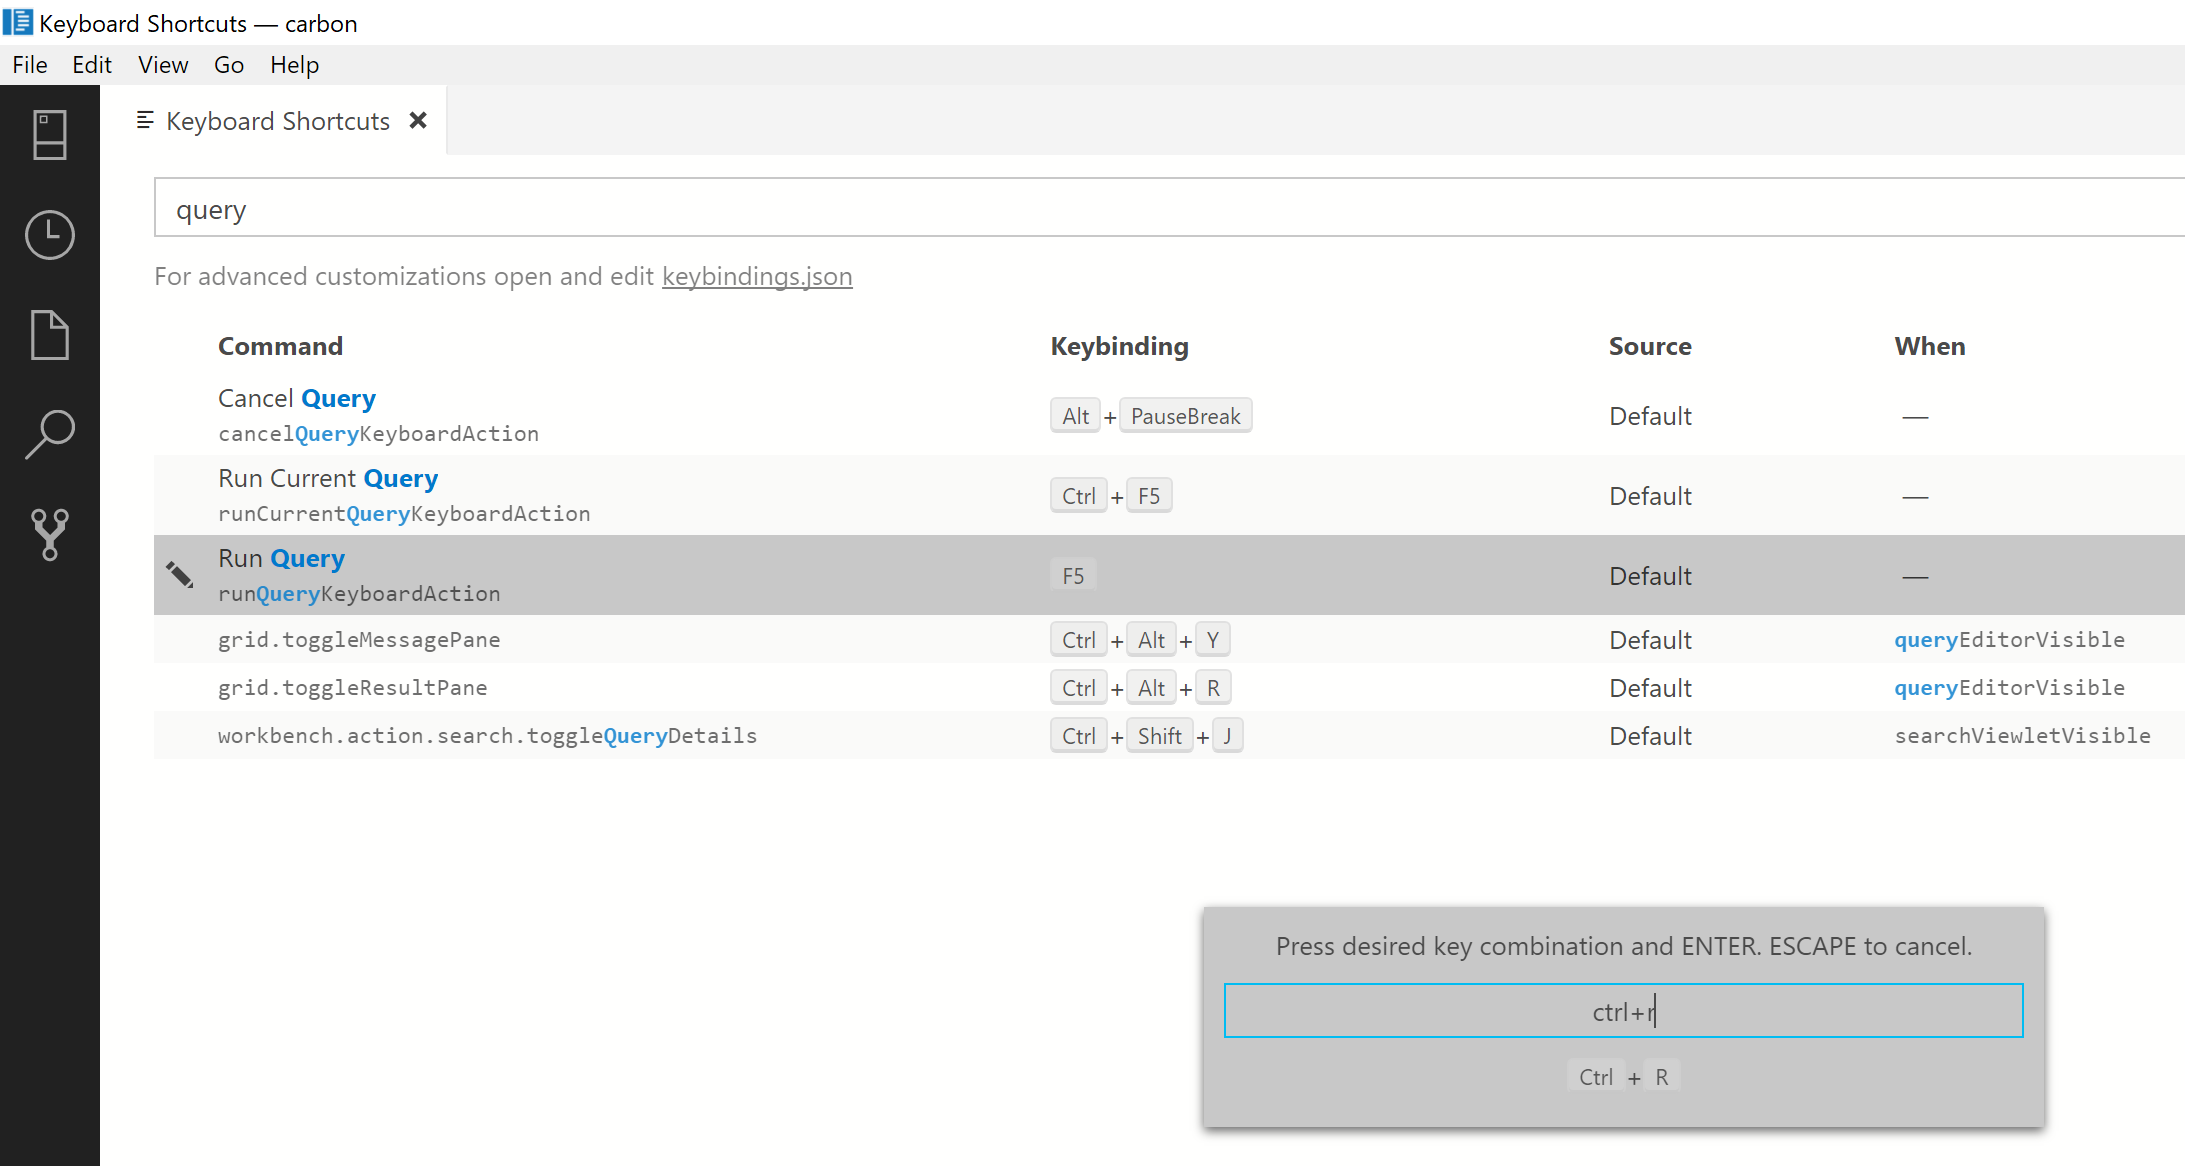 Keyboard Shortcuts — carbon
File Edit View Go Help
Keyboard Shortcuts
query
For advanced customizations open and edit keybindings.json
Command Keybinding Source When
Cancel Query
cancelQueryKeyboardAction
Alt + PauseBreak Default —
Run Current Query
runCurrentQueryKeyboardAction
Ctrl + F5 Default —
Run Query
runQueryKeyboardAction
F5 Default —
grid.toggleMessagePane Ctrl + Alt + Y Default queryEditorVisible
grid.toggleResultPane Ctrl + Alt + R Default queryEditorVisible
workbench.action.search.toggleQueryDetails Ctrl + Shift + J Default searchViewletVisible
Press desired key combination and ENTER. ESCAPE to cancel.
ctrl+r
Ctrl + R